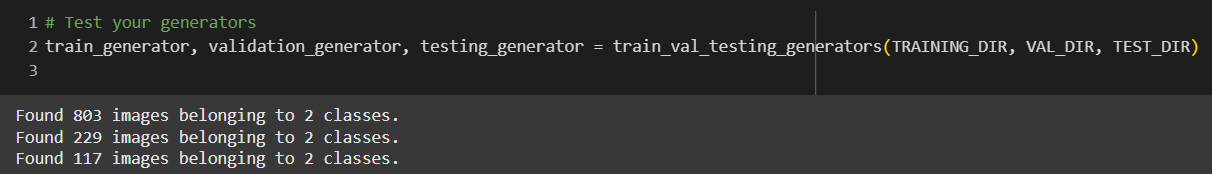 1 # Test your generators
2 train_generator, validation_generator, testing_generator = train_val_testing_generators(TRAINING_DIR, VAL_DIR, TEST_DIR)
3
Found 803 images belonging to 2 classes.
Found 229 images belonging to 2 classes.
Found 117 images belonging to 2 classes.